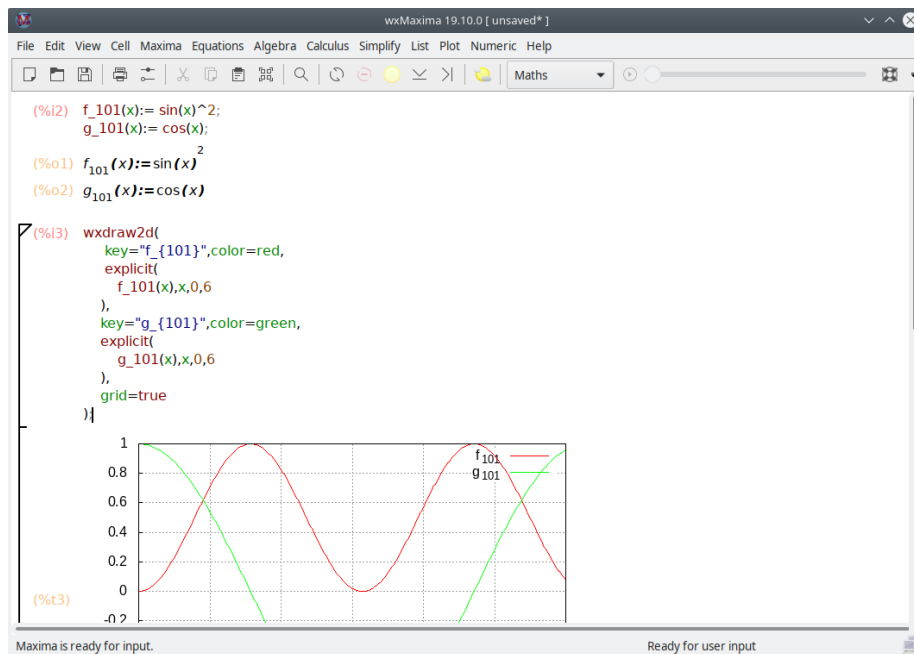 wxMaxima 19.10.0 [ unsaved* ]
File Edit View Cell Maxima Equations Algebra Calculus Simplify List Plot Numeric Help
Maths
(%i2) f_101(x):= sin(x)^2;
g_101(x):= cos(x);
(%o1) f101(x):=sin(x)2
(%o2) g101(x):=cos(x)
(%i3) wxdraw2d(
key="f_{101}",color=red,
explicit(
f_101(x),x,0,6
),
key="g_{101}",color=green,
explicit(
g_101(x),x,0,6
),
grid=true
);
1
f101
0.8
g101
0.6
0.4
0.2
(%t3) 0
-0.2
Maxima is ready for input. Ready for user input